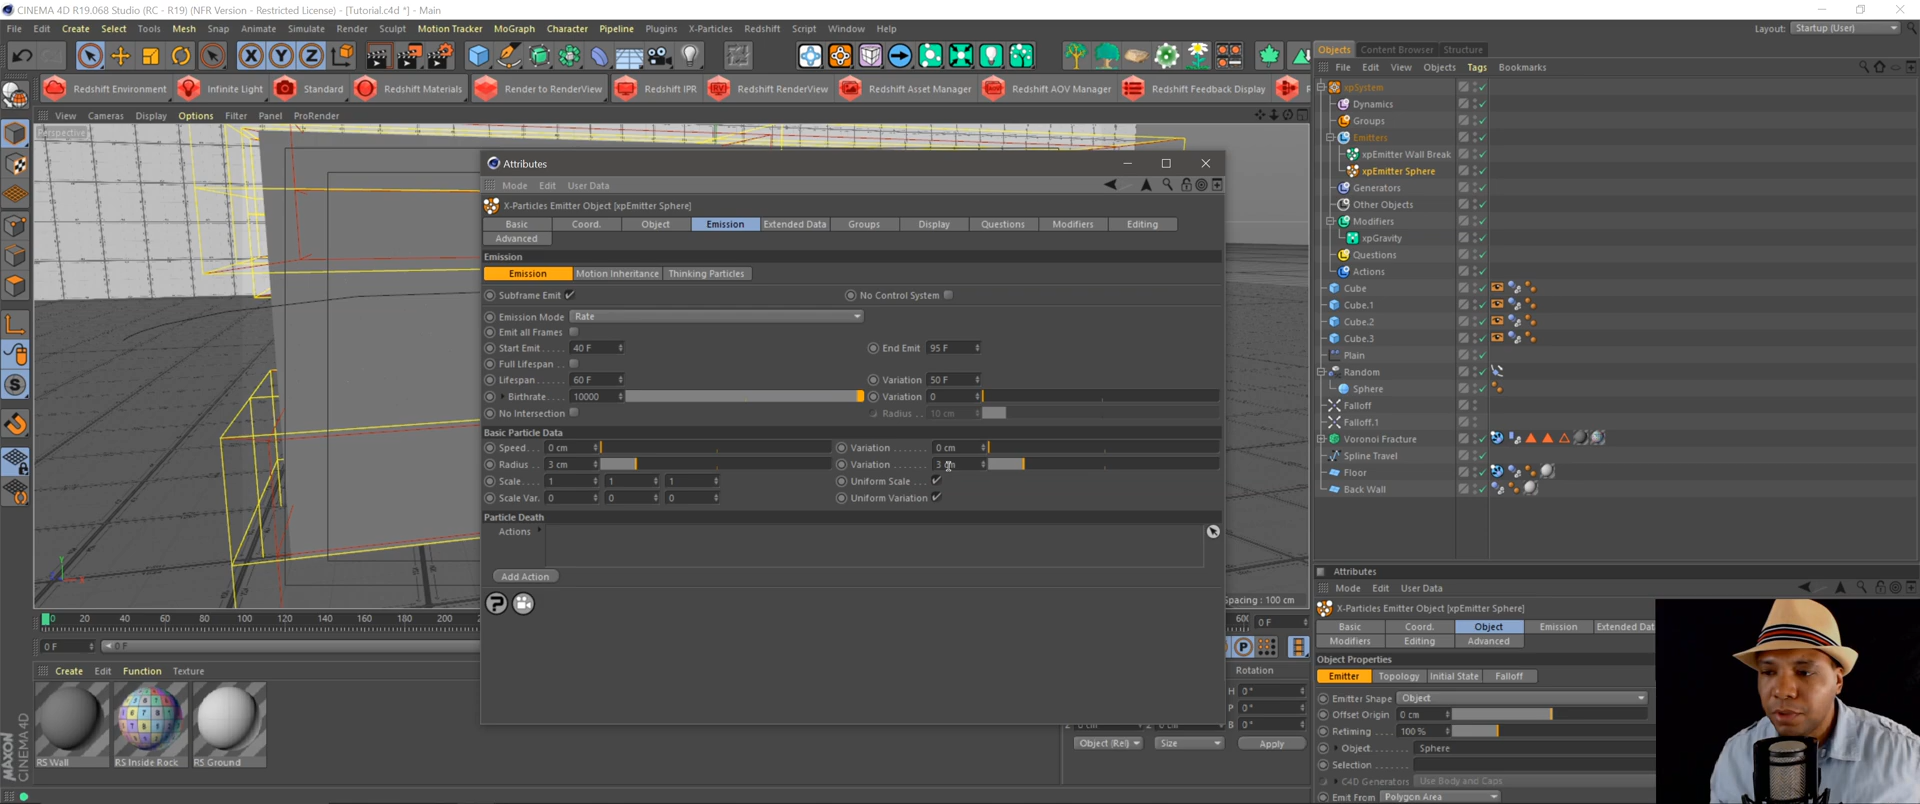 CINEMA 4D R19.068 Studio (RC - R19) (NFR Version - Restricted License) - [Tutorial.c4d *] - Main
File Edit Create Select Tools Mesh Snap Animate Simulate Render Sculpt Motion Tracker MoGraph Character Pipeline Plugins X-Particles Redshift Script Window Help
Layout: Startup (User)
Redshift Environment Infinite Light Standard Redshift Materials Render to RenderView Redshift IPR Redshift RenderView Redshift Asset Manager Redshift AOV Manager Redshift Feedback Display
View Cameras Display Options Filter Panel ProRender
Perspective
Attributes
Mode Edit User Data
X-Particles Emitter Object [xpEmitter Sphere]
Basic Coord. Object Emission Extended Data Groups Display Questions Modifiers Editing
Advanced
Emission
Emission Motion Inheritance Thinking Particles
Subframe Emit No Control System
Emission Mode Rate
Emit all Frames
Start Emit 40 F End Emit 95 F
Full Lifespan
Lifespan 60 F Variation 50 F
Birthrate 10000 Variation 0
No Intersection Radius 10 cm
Basic Particle Data
Speed 0 cm Variation 0 cm
Radius 3 cm Variation 3 cm
Scale 1 1 1 Uniform Scale
Scale Var. 0 0 0 Uniform Variation
Particle Death
Actions
Add Action
Spacing : 100 cm
0 20 40 60 80 100 120 140 160 180 200
0 F
0 F
0 F
Create Edit Function Texture
RS Wall RS Inside Rock RS Ground
MAXON CINEMA 4D
Rotation
H 0°
P 0°
B 0°
Object (Rel) Size Apply
Objects Content Browser Structure
File Edit View Objects Tags Bookmarks
xpSystem
Dynamics
Groups
Emitters
xpEmitter Wall Break
xpEmitter Sphere
Generators
Other Objects
Modifiers
xpGravity
Questions
Actions
Cube
Cube.1
Cube.2
Cube.3
Plain
Random
Sphere
Falloff
Falloff.1
Voronoi Fracture
Spline Travel
Floor
Back Wall
Attributes
Mode Edit User Data
X-Particles Emitter Object [xpEmitter Sphere]
Basic Coord. Object Emission Extended Dat
Modifiers Editing Advanced
Object Properties
Emitter Topology Initial State Falloff
Emitter Shape Object
Offset Origin 0 cm
Retiming 100 %
Object Sphere
Selection
C4D Generators Use Body and Caps
Emit From Polygon Area